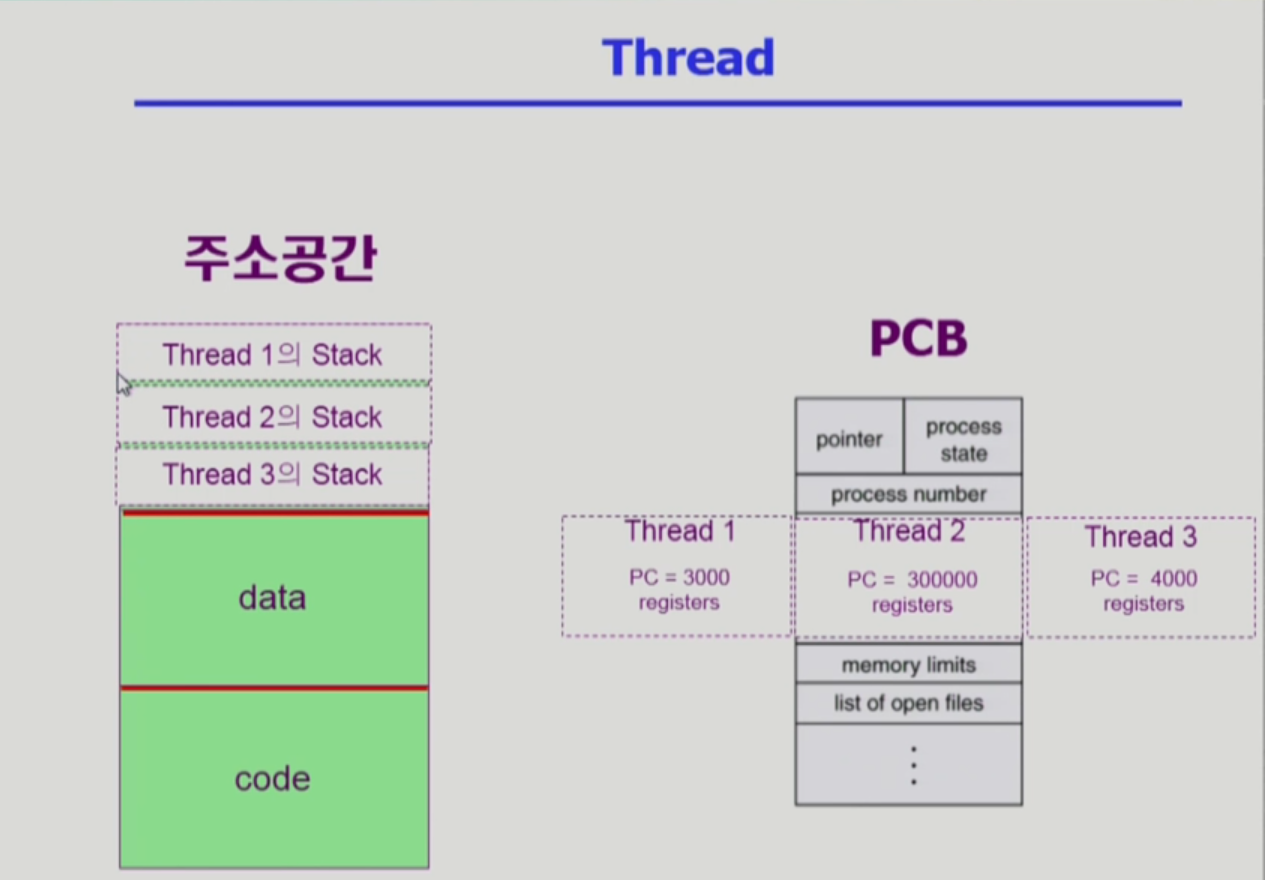 Thread
주소공간
Thread 1의 Stack
Thread 2의 Stack
Thread 3의 Stack
data
code
PCB
pointer
process
state
process number
Thread 1
PC = 3000
registers
Thread 2
PC = 300000
registers
Thread 3
PC = 4000
registers
memory limits
list of open files